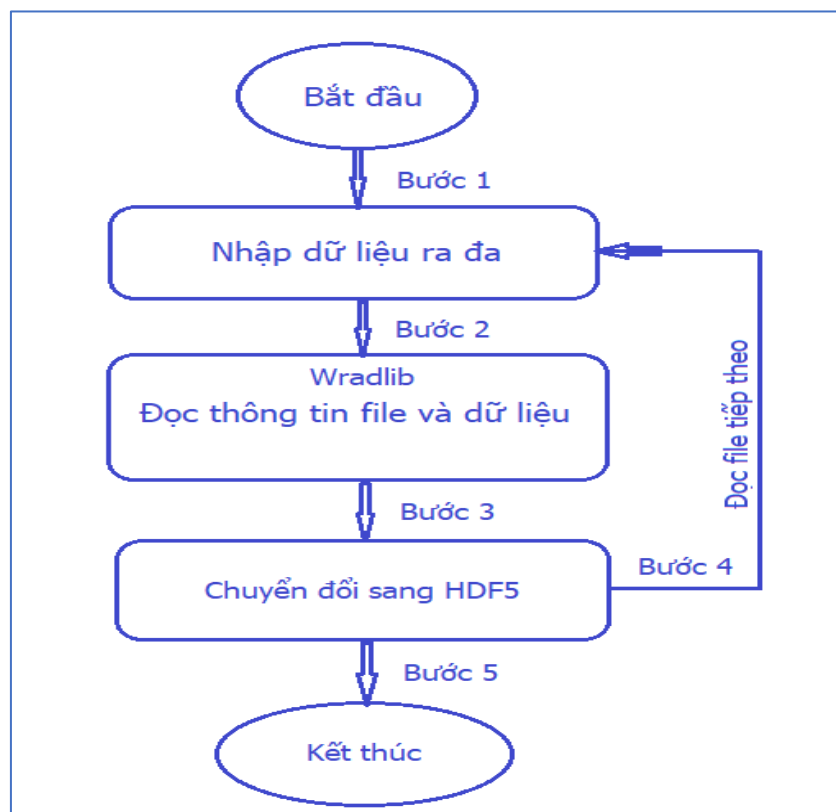 Bắt đầu
Bước 1
Nhập dữ liệu ra đa
Bước 2
Wradlib
Đọc thông tin file và dữ liệu
Bước 3
Chuyển đổi sang HDF5
Bước 4
Đọc file tiếp theo
Bước 5
Kết thúc